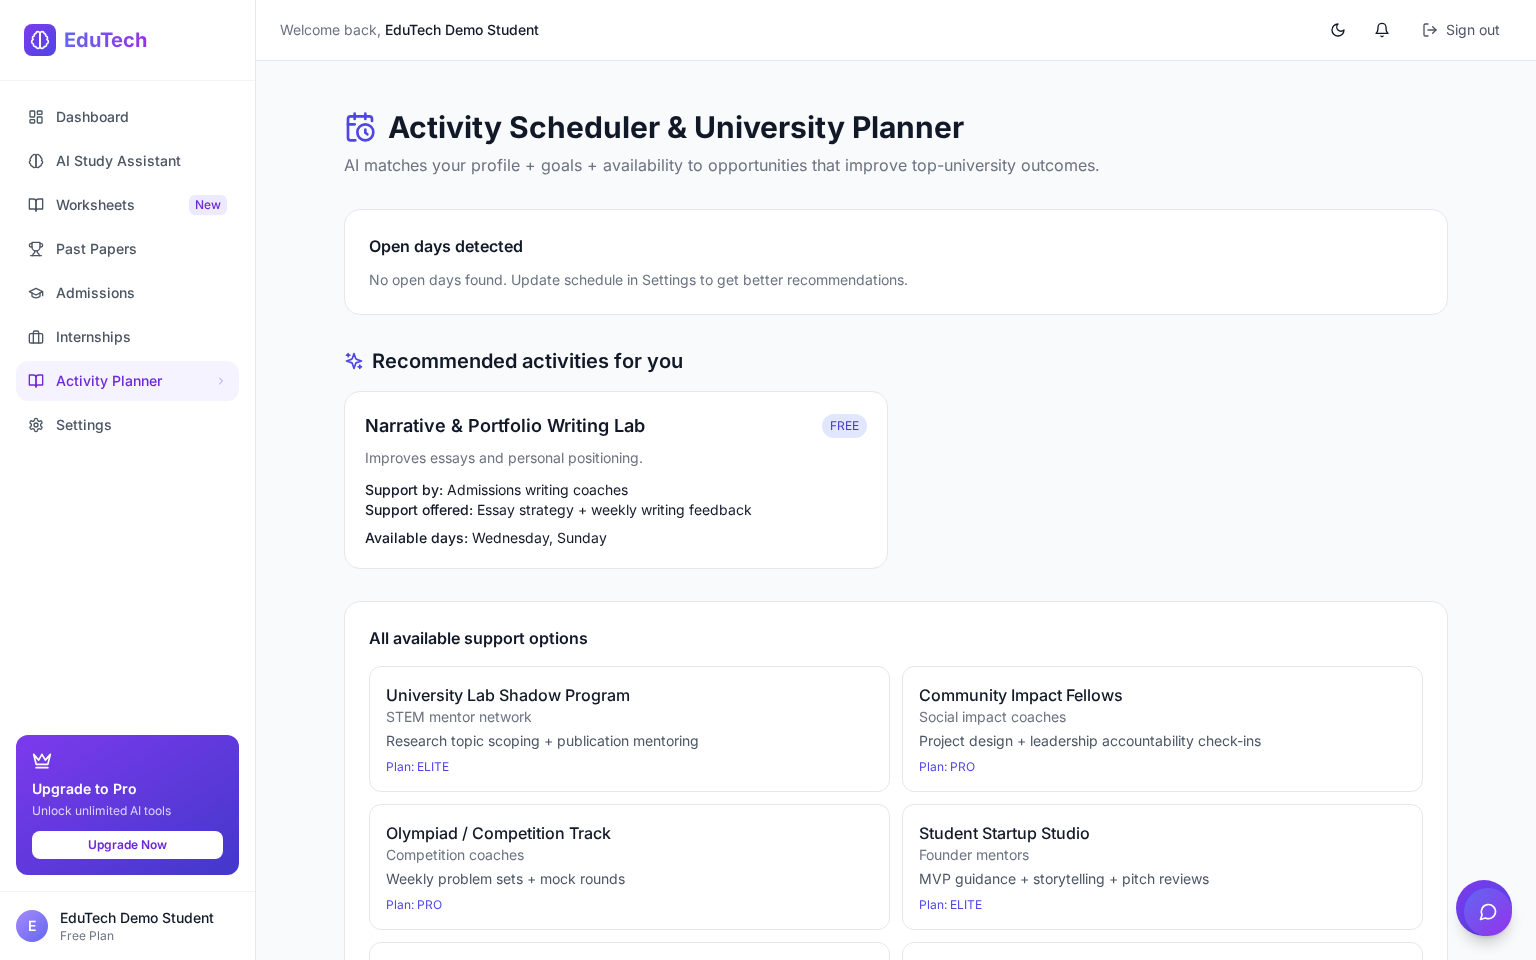 EduTech
Dashboard
AI Study Assistant
Worksheets New
Past Papers
Admissions
Internships
Activity Planner
Settings
Upgrade to Pro
Unlock unlimited AI tools
Upgrade Now
E
EduTech Demo Student
Free Plan
Welcome back, EduTech Demo Student
Sign out
Activity Scheduler & University Planner
AI matches your profile + goals + availability to opportunities that improve top-university outcomes.
Open days detected
No open days found. Update schedule in Settings to get better recommendations.
Recommended activities for you
Narrative & Portfolio Writing Lab FREE
Improves essays and personal positioning.
Support by: Admissions writing coaches
Support offered: Essay strategy + weekly writing feedback
Available days: Wednesday, Sunday
All available support options
University Lab Shadow Program
STEM mentor network
Research topic scoping + publication mentoring
Plan: ELITE
Community Impact Fellows
Social impact coaches
Project design + leadership accountability check-ins
Plan: PRO
Olympiad / Competition Track
Competition coaches
Weekly problem sets + mock rounds
Plan: PRO
Student Startup Studio
Founder mentors
MVP guidance + storytelling + pitch reviews
Plan: ELITE